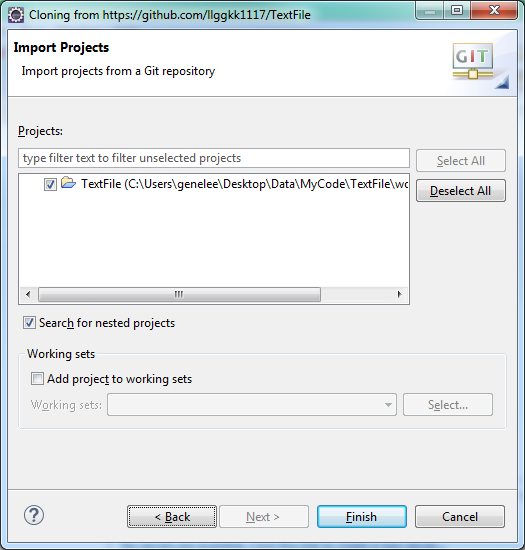 Cloning from https://github.com/llggkk1117/TextFile
Import Projects
Import projects from a Git repository
GIT
Projects:
type filter text to filter unselected projects
Select All
TextFile (C:\Users\genelee\Desktop\Data\MyCode\TextFile\wo
Deselect All
Search for nested projects
Working sets
Add project to working sets
Working sets:
Select...
?
< Back
Next >
Finish
Cancel